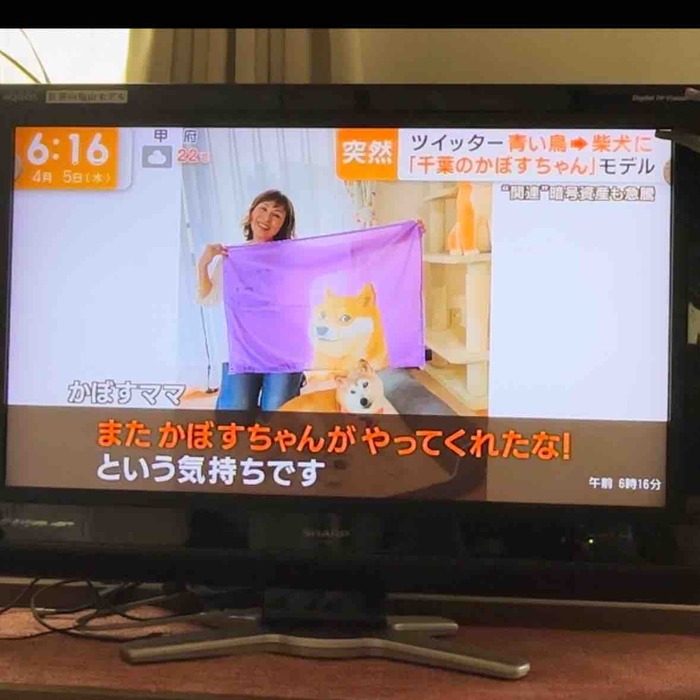 AQUOS
Digital TV
6:16
4月 5日(水)
甲府
22
突然
ツイッター 青い鳥➡柴犬に
「千葉のかぼすちゃん」モデル
“関連”暗号資産も急騰
かぼすママ
また かぼすちゃんが やってくれたな!
という気持ちです
午前 6時16分
SHARP